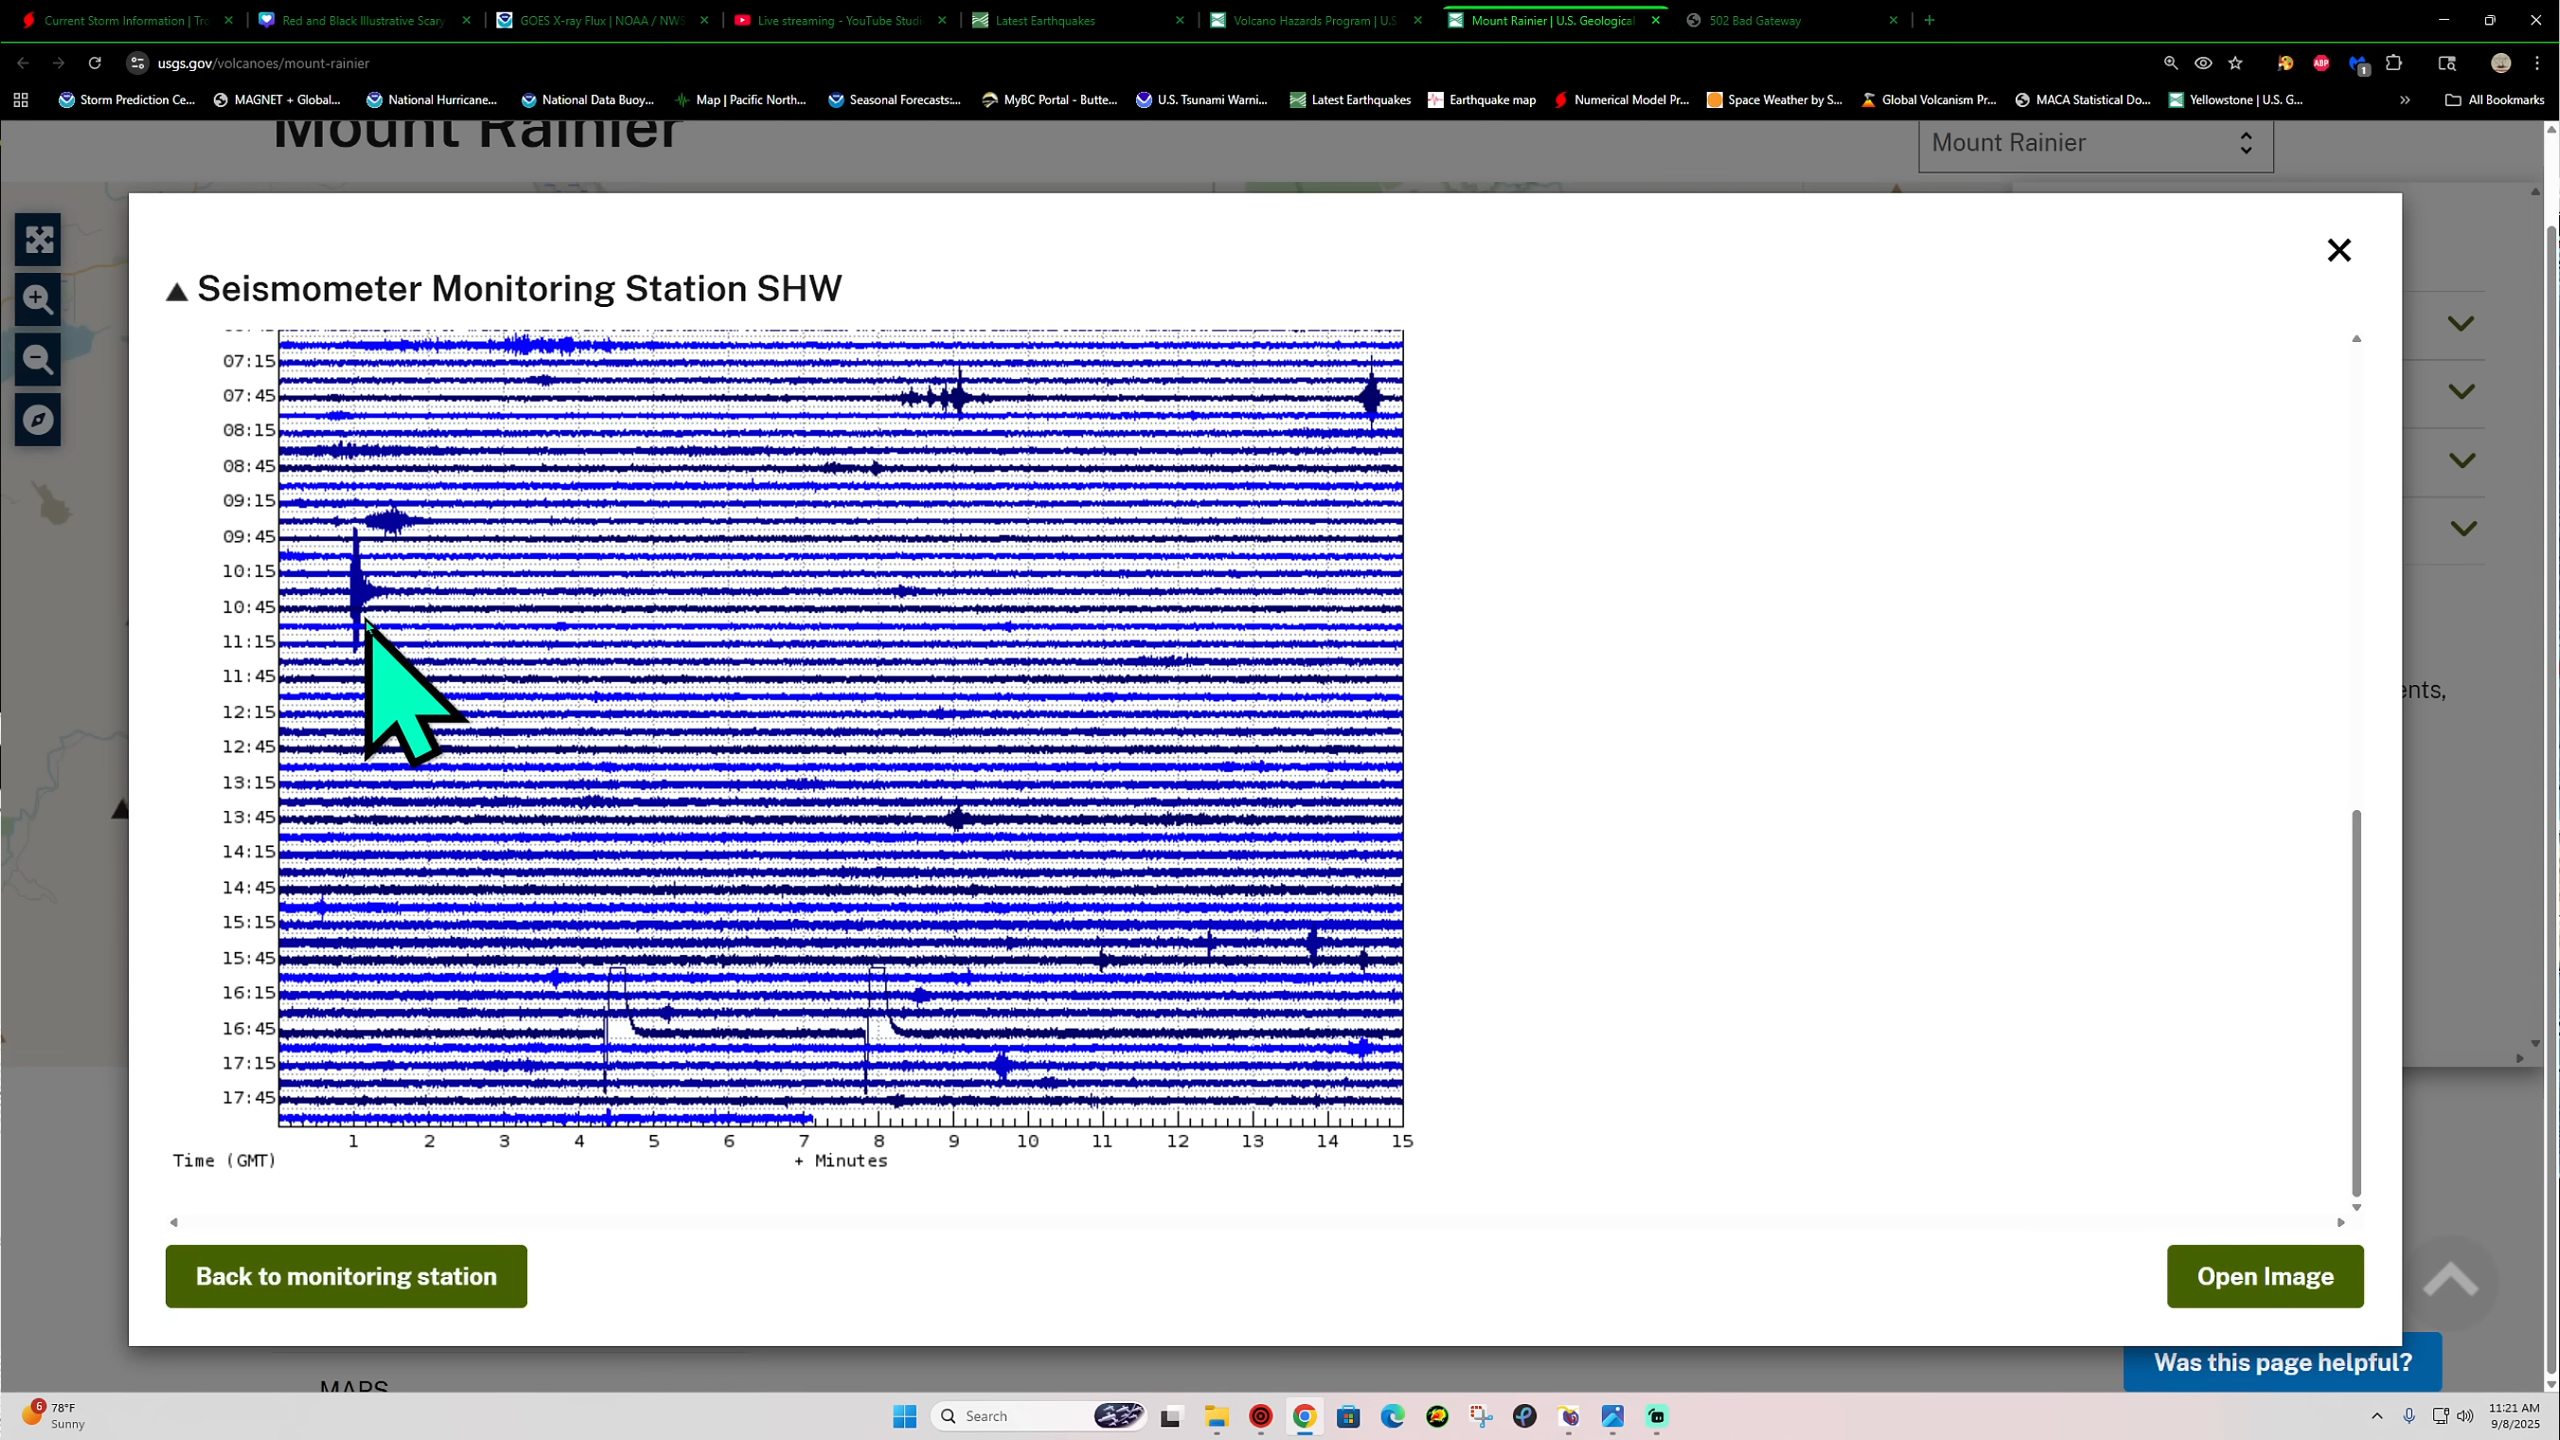 Current Storm Information | Tro
Red and Black Illustrative Scary
GOES X-ray Flux | NOAA / NWS
Live streaming - YouTube Studi
Latest Earthquakes
Volcano Hazards Program | U.S
Mount Rainier | U.S. Geological
502 Bad Gateway
usgs.gov/volcanoes/mount-rainier
ABP
1
Storm Prediction Ce...
MAGNET + Global...
National Hurricane...
National Data Buoy...
Map | Pacific North...
Seasonal Forecasts:...
MyBC Portal - Butte...
U.S. Tsunami Warni...
Latest Earthquakes
Earthquake map
Numerical Model Pr...
Space Weather by S...
Global Volcanism Pr...
MACA Statistical Do...
Yellowstone | U.S. G...
All Bookmarks
Mount Rainier
Mount Rainier
Seismometer Monitoring Station SHW
07:15
07:45
08:15
08:45
09:15
09:45
10:15
10:45
11:15
11:45
12:15
12:45
13:15
13:45
14:15
14:45
15:15
15:45
16:15
16:45
17:15
17:45
1 2 3 4 5 6 7 8 9 10 11 12 13 14 15
Time (GMT)
+ Minutes
ents,
Back to monitoring station
Open Image
Was this page helpful?
MAPS
6
78°F
Sunny
Search
11:21 AM
9/8/2025